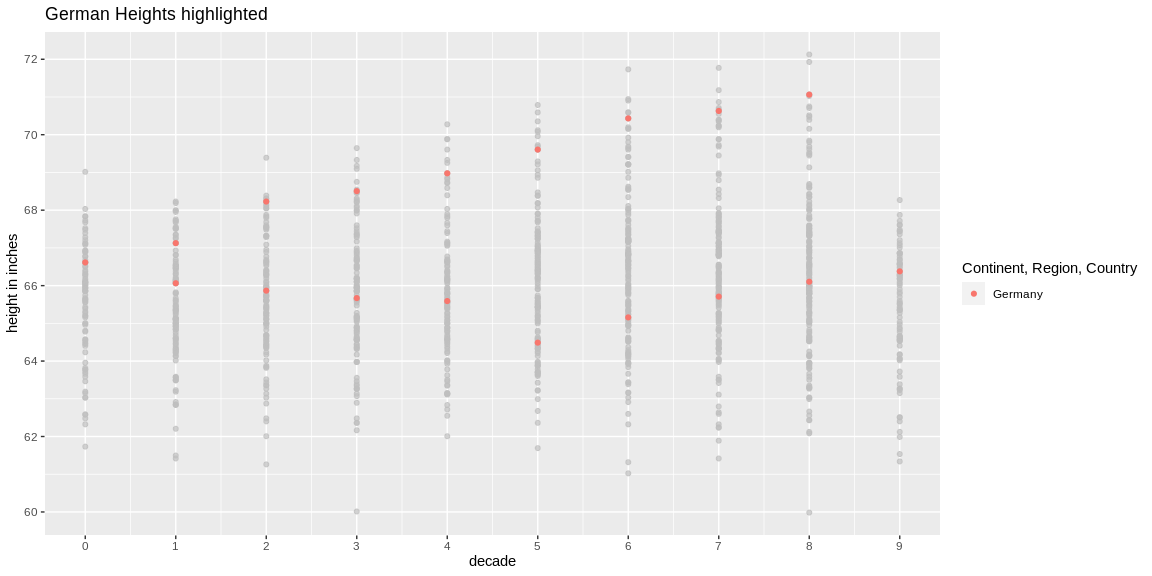 German Heights highlighted
height in inches
72
70
68
66
64
62
60
0 1 2 3 4 5 6 7 8 9
decade
Continent, Region, Country
Germany